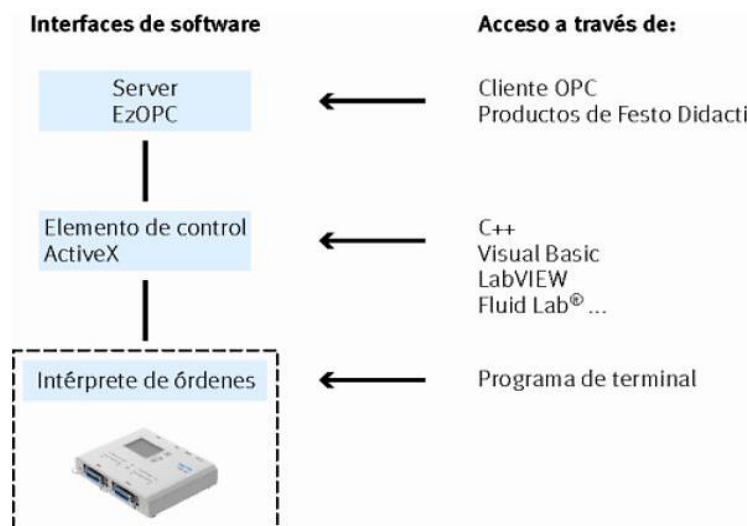 Interfaces de software
Acceso a través de:
Server
EzOPC
Cliente OPC
Productos de Festo Didacti
Elemento de control
ActiveX
C++
Visual Basic
LabVIEW
Fluid Lab® ...
Intérprete de órdenes
Programa de terminal